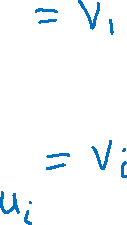 = v₁
= vᵢ
uᵢ